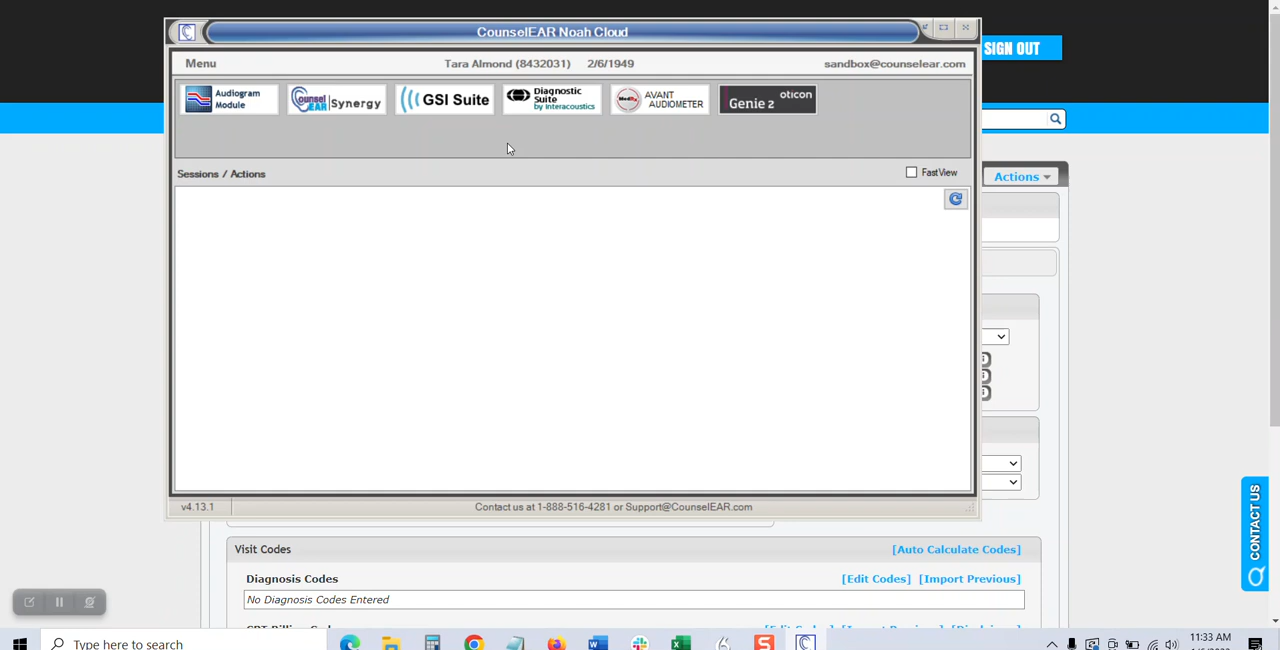 CounselEAR Noah Cloud
SIGN OUT
Menu
Tara Almond (8432031) 2/6/1949
sandbox@counselear.com
Audiogram
Module
Counsel
EAR Synergy
GSI Suite
Diagnostic
Suite
by Interacoustics
MedRx
AVANT
AUDIOMETER
oticon
Genie 2
Sessions / Actions
FastView
Actions
v4.13.1
Contact us at 1-888-516-4281 or Support@CounselEAR.com
CONTACT US
Visit Codes
[Auto Calculate Codes]
Diagnosis Codes
[Edit Codes] [Import Previous]
No Diagnosis Codes Entered
Type here to search
11:33 AM